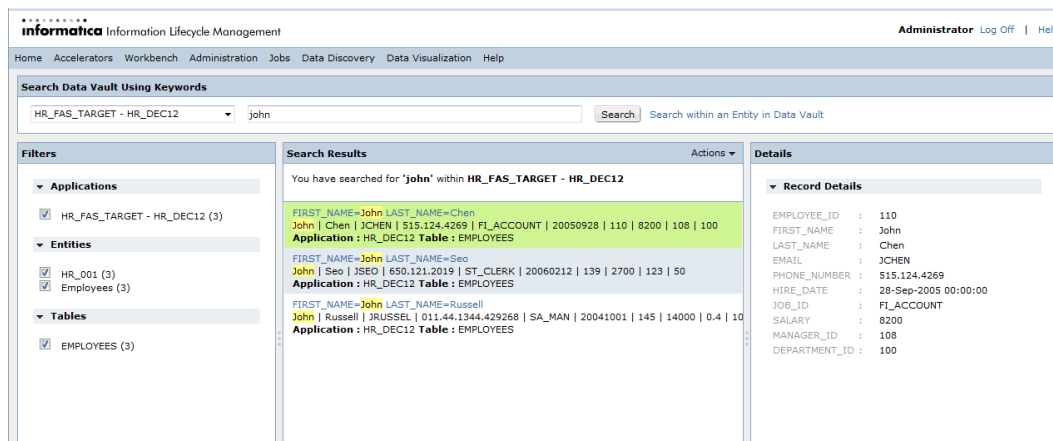 informatica Information Lifecycle Management
Administrator Log Off |
Home Accelerators Workbench Administration Jobs Data Discovery Data Visualization Help
Search Data Vault Using Keywords
HR_FAS_TARGET - HR_DEC12 john Search Search within an Entity in Data Vault
Filters
Applications
HR_FAS_TARGET - HR_DEC12 (3)
Entities
HR_001 (3)
Employees (3)
Tables
EMPLOYEES (3)
Search Results Actions
You have searched for 'john' within HR_FAS_TARGET - HR_DEC12
FIRST_NAME=John LAST_NAME=Chen
John | Chen | JCHEN | 515.124.4269 | FI_ACCOUNT | 20050928 | 110 | 8200 | 108 | 100
Application : HR_DEC12 Table : EMPLOYEES
FIRST_NAME=John LAST_NAME=Seo
John | Seo | JSEO | 650.121.2019 | ST_CLERK | 20060212 | 139 | 2700 | 123 | 50
Application : HR_DEC12 Table : EMPLOYEES
FIRST_NAME=John LAST_NAME=Russell
John | Russell | JRUSSEL | 011.44.1344.429268 | SA_MAN | 20041001 | 145 | 14000 | 0.4 | 10
Application : HR_DEC12 Table : EMPLOYEES
Details
Record Details
EMPLOYEE_ID : 110
FIRST_NAME : John
LAST_NAME : Chen
EMAIL : JCHEN
PHONE_NUMBER : 515.124.4269
HIRE_DATE : 28-Sep-2005 00:00:00
JOB_ID : FI_ACCOUNT
SALARY : 8200
MANAGER_ID : 108
DEPARTMENT_ID : 100